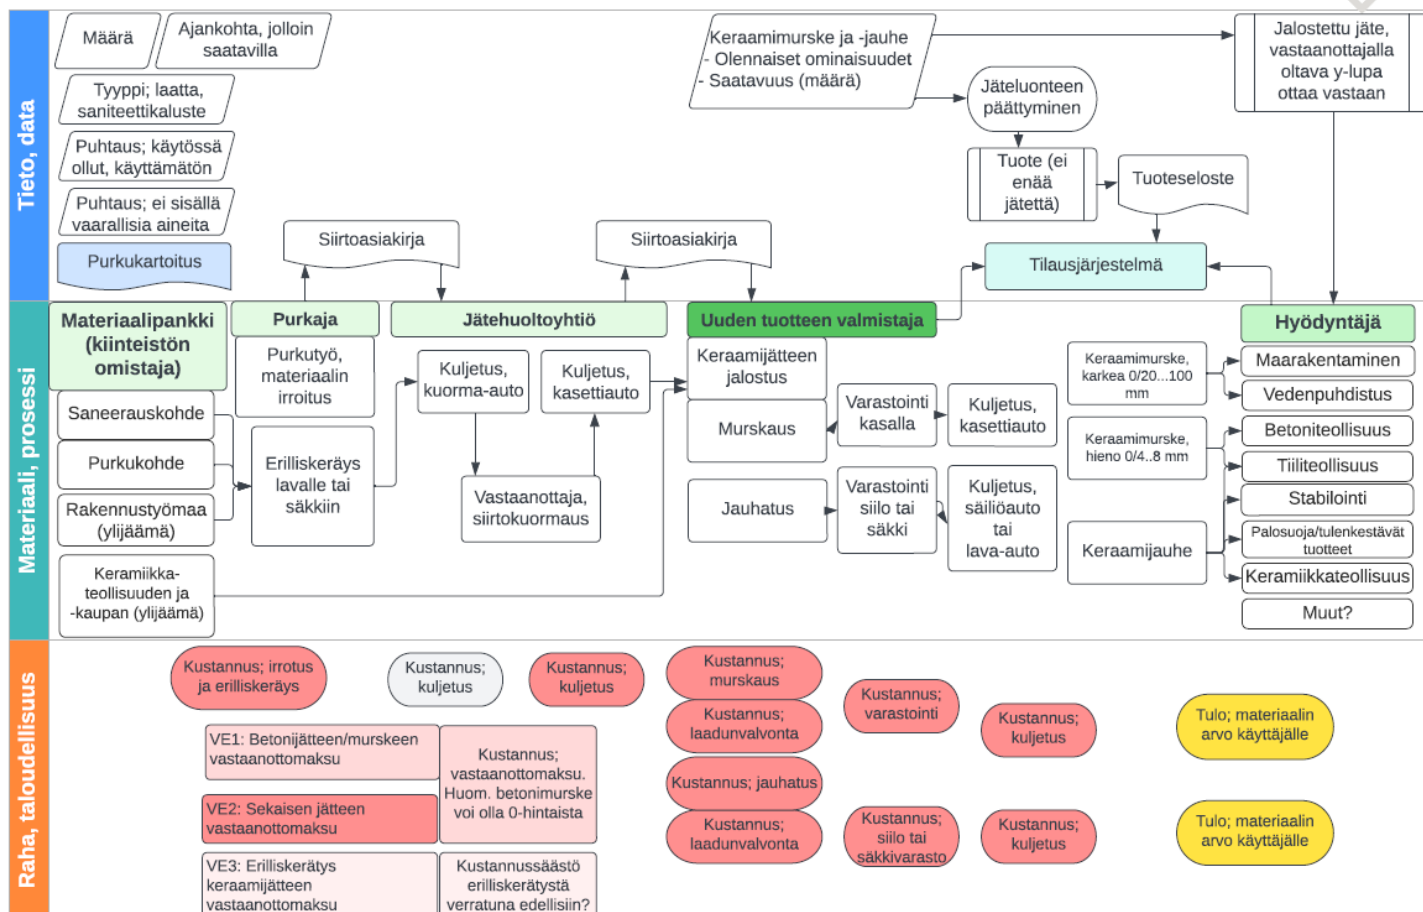 Tieto, data
Määrä
Ajankohta, jolloin
saatavilla
Tyyppi; laatta,
saniteettikaluste
Puhtaus; käytössä
ollut, käyttämätön
Puhtaus; ei sisällä
vaarallisia aineita
Purkukartoitus
Siirtoasiakirja
Siirtoasiakirja
Keraamimurske ja -jauhe
- Olennaiset ominaisuudet
- Saatavuus (määrä)
Jäteluonteen
päättyminen
Tuote (ei
enää
jätettä)
Tuoteseloste
Tilausjärjestelmä
Jalostettu jäte,
vastaanottajalla
oltava y-lupa
ottaa vastaan
Materiaali, prosessi
Materiaalipankki
(kiinteistön
omistaja)
Saneerauskohde
Purkukohde
Rakennustyömaa
(ylijäämä)
Keramiikka-
teollisuuden ja
-kaupan (ylijäämä)
Purkaja
Purkutyö,
materiaalin
irroitus
Erilliskeräys
lavalle tai
säkkiin
Jätehuoltoyhtiö
Kuljetus,
kuorma-auto
Kuljetus,
kasettiauto
Vastaanottaja,
siirtokuormaus
Uuden tuotteen valmistaja
Keraamijätteen
jalostus
Murskaus
Varastointi
kasalla
Kuljetus,
kasettiauto
Jauhatus
Varastointi
siilo tai
säkki
Kuljetus,
säiliöauto
tai
lava-auto
Keraamimurske,
karkea 0/20...100
mm
Keraamimurske,
hieno 0/4..8 mm
Keraamijauhe
Hyödyntäjä
Maarakentaminen
Vedenpuhdistus
Betoniteollisuus
Tiiliteollisuus
Stabilointi
Palosuoja/tulenkestävät
tuotteet
Keramiikkateollisuus
Muut?
Raha, taloudellisuus
Kustannus; irrotus
ja erilliskeräys
Kustannus;
kuljetus
Kustannus;
kuljetus
Kustannus;
murskaus
Kustannus;
laadunvalvonta
Kustannus; jauhatus
Kustannus;
laadunvalvonta
Kustannus;
varastointi
Kustannus;
siilo tai
säkkivarasto
Kustannus;
kuljetus
Kustannus;
kuljetus
Tulo; materiaalin
arvo käyttäjälle
Tulo; materiaalin
arvo käyttäjälle
VE1: Betonijätteen/murskeen
vastaanottomaksu
VE2: Sekaisen jätteen
vastaanottomaksu
VE3: Erilliskerätys
keraamijätteen
vastaanottomaksu
Kustannus;
vastaanottomaksu.
Huom. betonimurske
voi olla 0-hintaista
Kustannussäästö
erilliskerätystä
verratuna edellisiin?